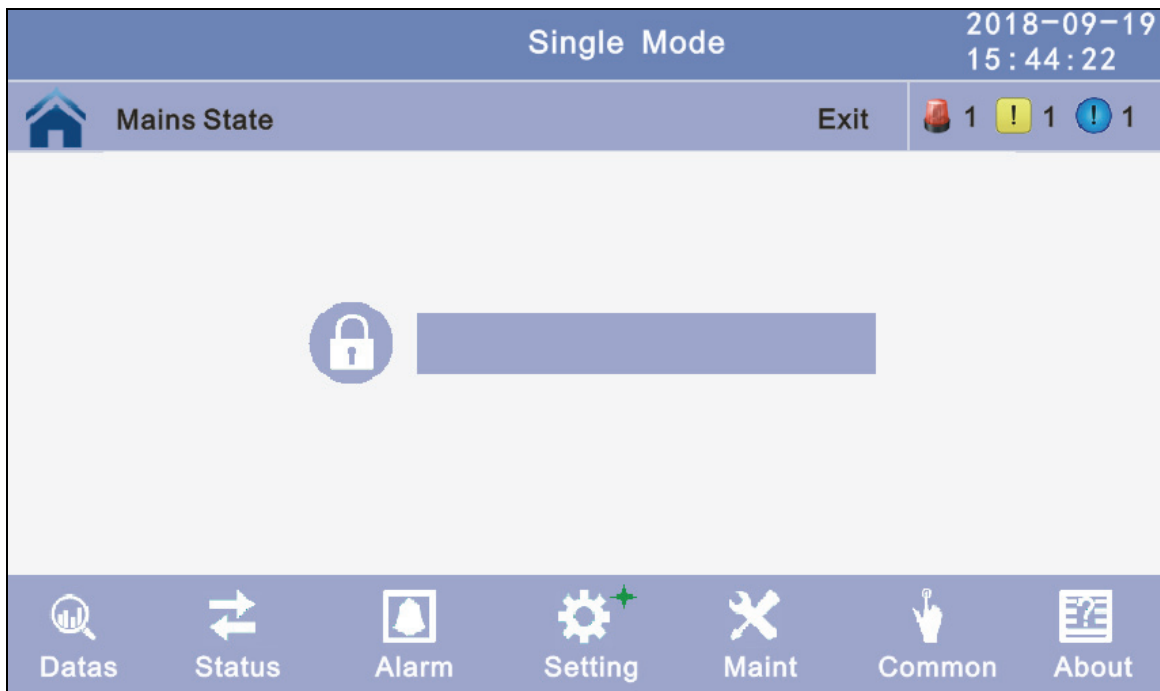 Single Mode
2018-09-19
15:44:22
Mains State
Exit
1
! 1
! 1
Datas
Status
Alarm
Setting
Maint
Common
? About